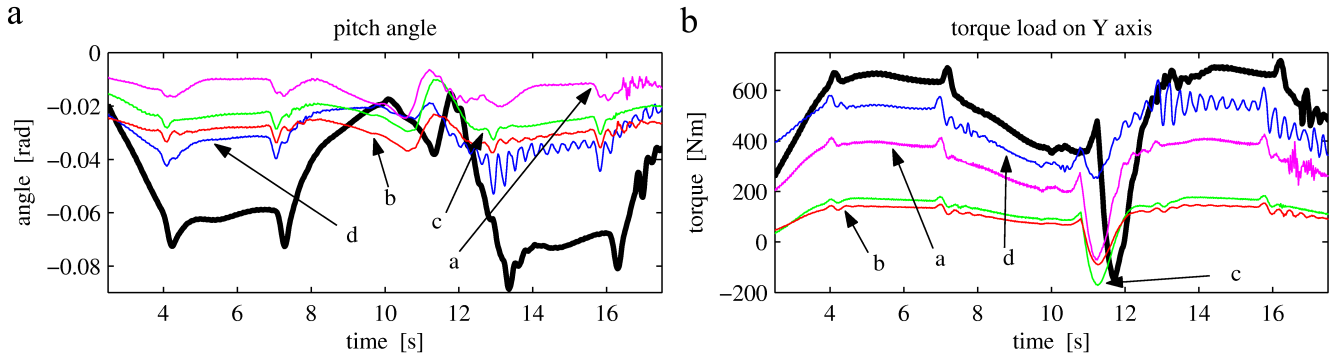 a
pitch angle
0
−0.02
−0.04
−0.06
−0.08
angle [rad]
4 6 8 10 12 14 16
time [s]
d
b
c
a
b
torque load on Y axis
600
400
200
0
−200
torque [Nm]
4 6 8 10 12 14 16
time [s]
b
a
d
c